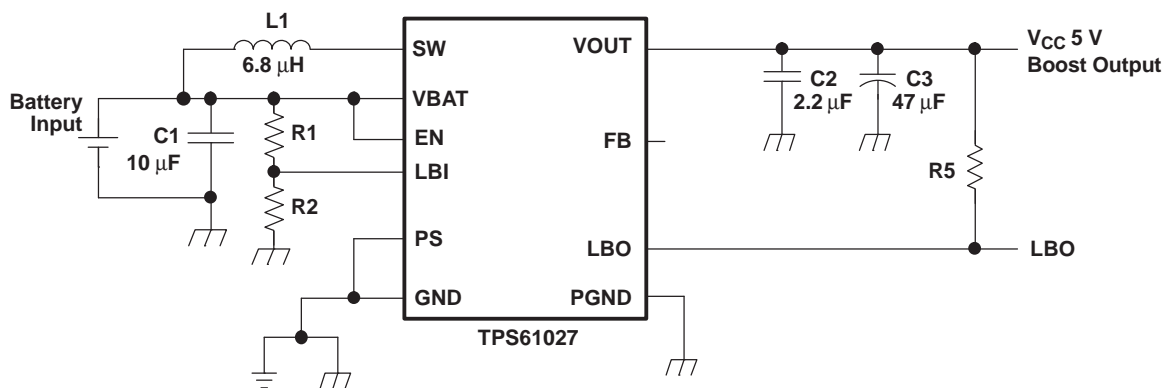 L1
6.8 μH
SW
VOUT
VCC 5 V
Boost Output
Battery
Input
C1
10 μF
R1
R2
VBAT
EN
LBI
PS
GND
FB
LBO
PGND
C2
2.2 μF
C3
47 μF
R5
LBO
TPS61027